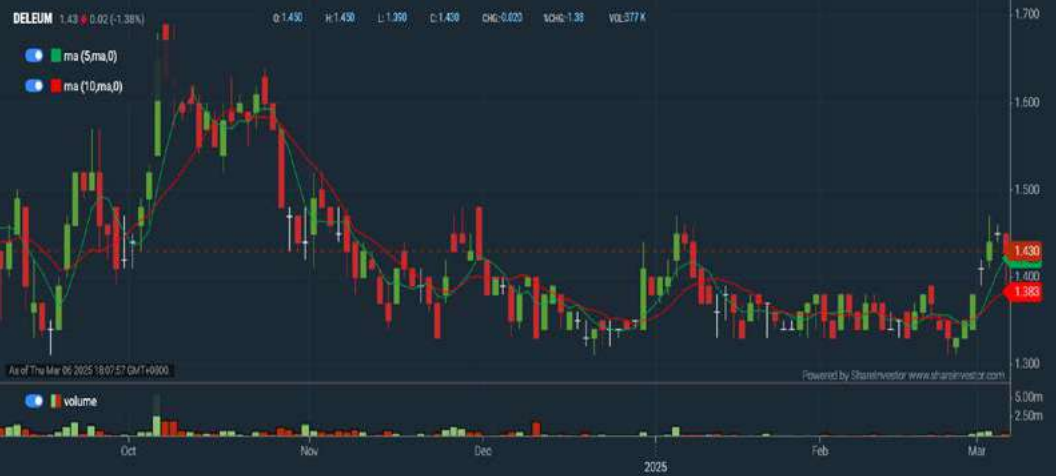 DELEUM 1.43 0.02 (-1.38%) O:1.450 H:1.450 L:1.390 C:1.430 CHG:-0.020 %CHG:-1.38 VOL:377 K
ma (5,ma,0)
ma (10,ma,0)
1.700
1.600
1.500
1.430
1.400
1.383
1.300
As of Thu Mar 06 2025 18:07:57 GMT+0800
Powered by ShareInvestor www.shareinvestor.com
volume
5.00m
2.50m
Oct Nov Dec 2025 Feb Mar